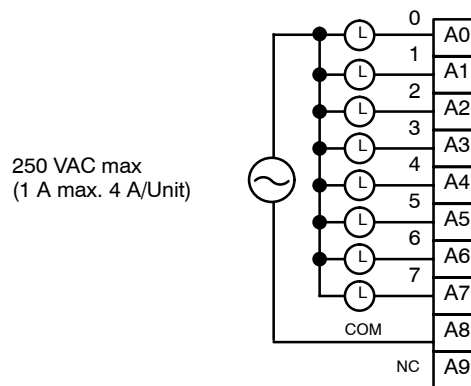 0
L A0
1
L A1
2
L A2
3
L A3
4
250 VAC max
(1 A max. 4 A/Unit)
L A4
5
L A5
6
L A6
7
L A7
COM A8
NC A9